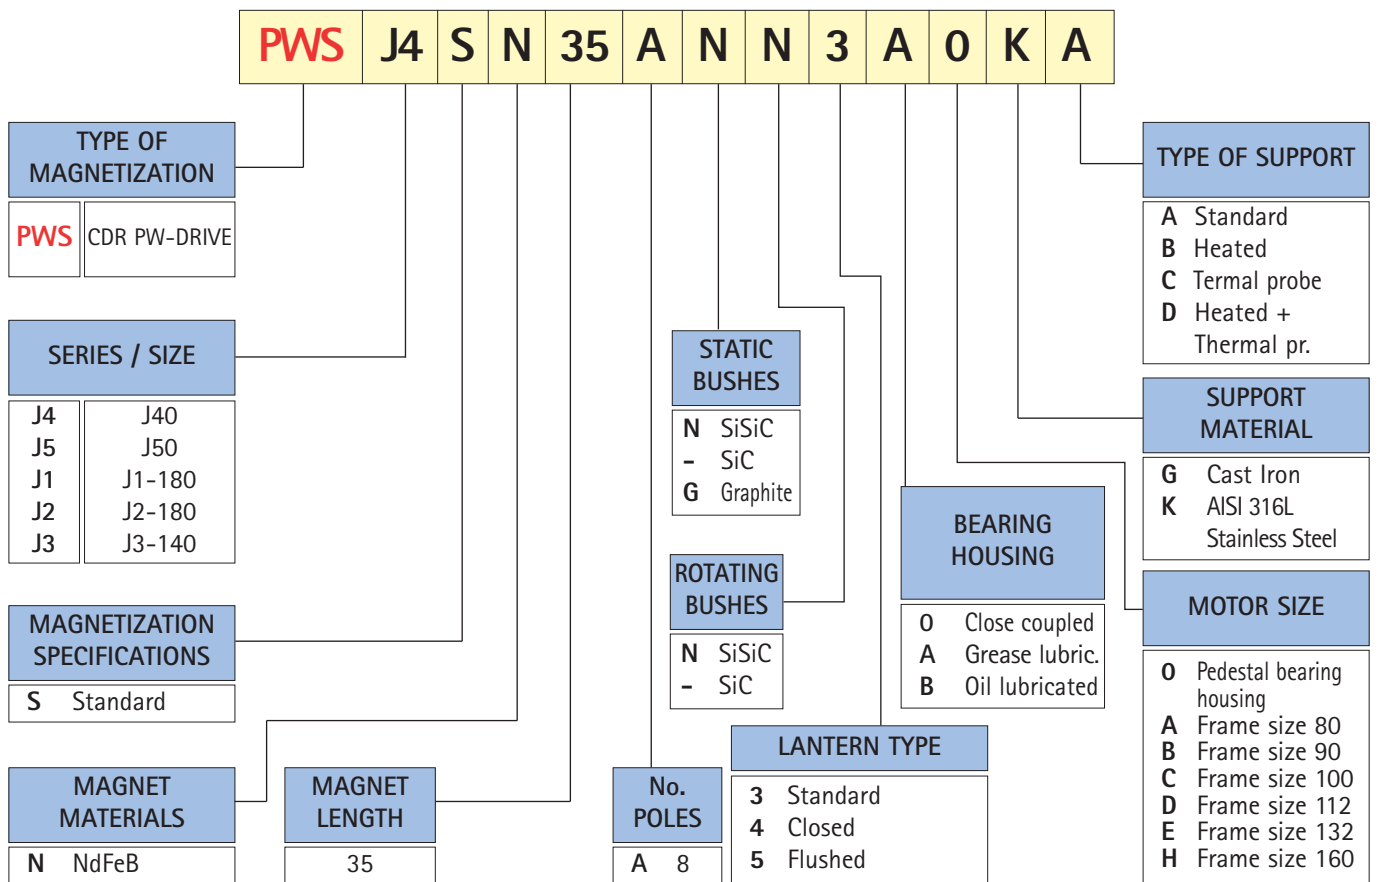 PWS J4 S N 35 A N N 3 A 0 K A
TYPE OF
MAGNETIZATION
PWS CDR PW-DRIVE
SERIES / SIZE
J4 J40
J5 J50
J1 J1-180
J2 J2-180
J3 J3-140
MAGNETIZATION
SPECIFICATIONS
S Standard
MAGNET
MATERIALS
N NdFeB
MAGNET
LENGTH
35
No.
POLES
A 8
STATIC
BUSHES
N SiSiC
- SiC
G Graphite
ROTATING
BUSHES
N SiSiC
- SiC
LANTERN TYPE
3 Standard
4 Closed
5 Flushed
BEARING
HOUSING
0 Close coupled
A Grease lubric.
B Oil lubricated
TYPE OF SUPPORT
A Standard
B Heated
C Termal probe
D Heated +
Thermal pr.
SUPPORT
MATERIAL
G Cast Iron
K AISI 316L
Stainless Steel
MOTOR SIZE
0 Pedestal bearing
housing
A Frame size 80
B Frame size 90
C Frame size 100
D Frame size 112
E Frame size 132
H Frame size 160